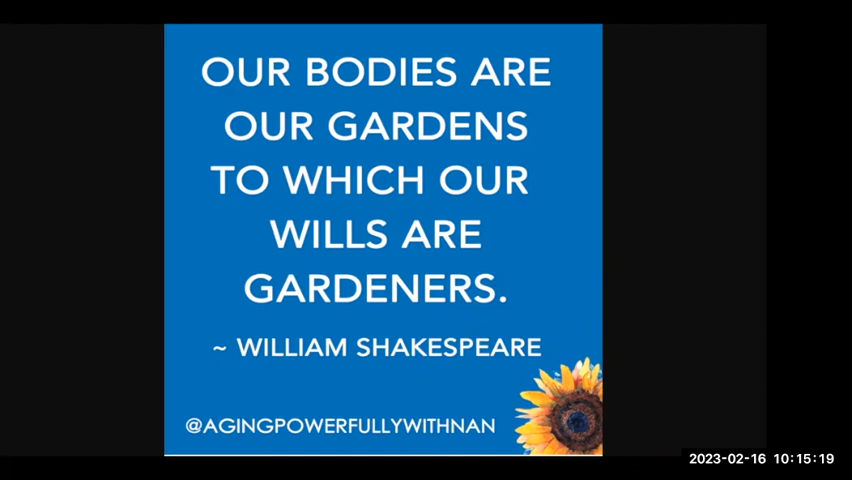 OUR BODIES ARE
OUR GARDENS
TO WHICH OUR
WILLS ARE
GARDENERS.
~ WILLIAM SHAKESPEARE
@AGINGPOWERFULLYWITHNAN
2023-02-16 10:15:19